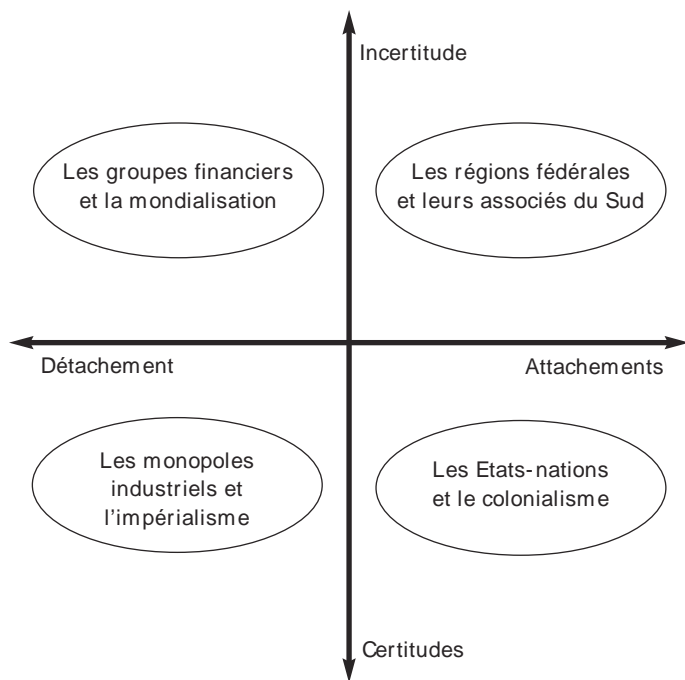 Incertitude
Les groupes financiers
et la mondialisation
Les régions fédérales
et leurs associés du Sud
Détachement
Attachements
Les monopoles
industriels et
l'impérialisme
Les Etats-nations
et le colonialisme
Certitudes